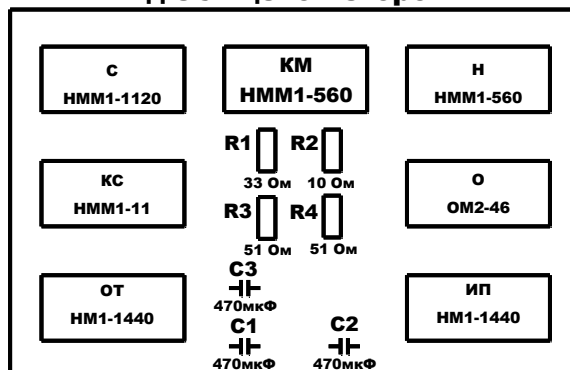 С
НММ1-1120
КМ
НММ1-560
Н
НММ1-560
R1 R2
33 Ом 10 Ом
КС
НММ1-11
R3 R4
51 Ом 51 Ом
О
ОМ2-46
С3
470мкФ
ОТ
НМ1-1440
ИП
НМ1-1440
С1 С2
470мкФ 470мкФ